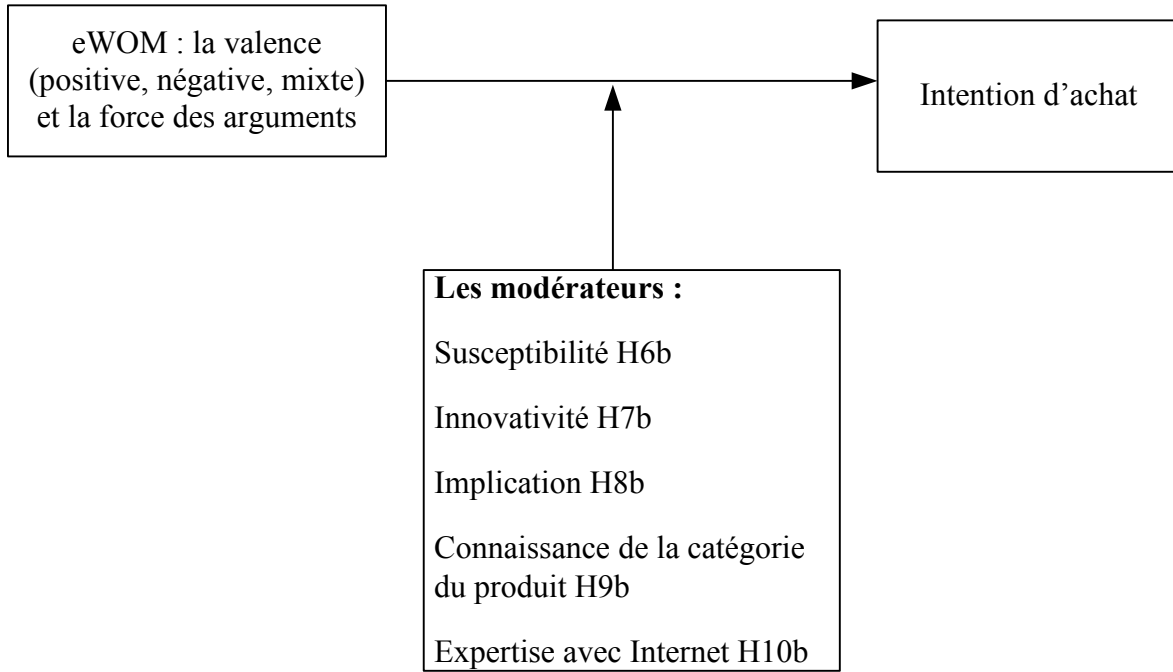 eWOM : la valence
(positive, négative, mixte)
et la force des arguments
Intention d’achat
Les modérateurs :
Susceptibilité H6b
Innovativité H7b
Implication H8b
Connaissance de la catégorie
du produit H9b
Expertise avec Internet H10b